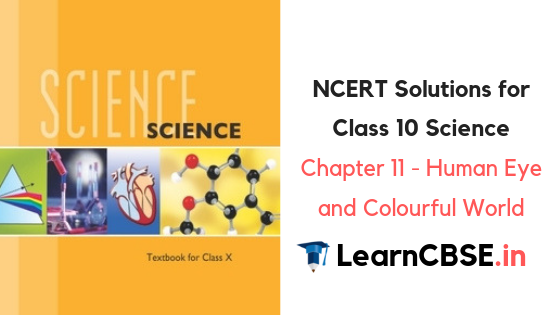 SCIENCE
SCIENCE
Textbook for Class X
NCERT Solutions for
Class 10 Science
Chapter 11 - Human Eye
and Colourful World
LearnCBSE.in